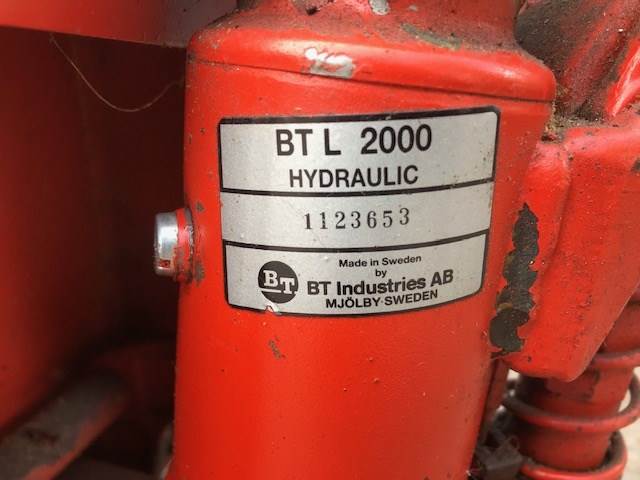 BT L 2000
HYDRAULIC
1123653
Made in Sweden
by
BT BT Industries AB
MJÖLBY·SWEDEN